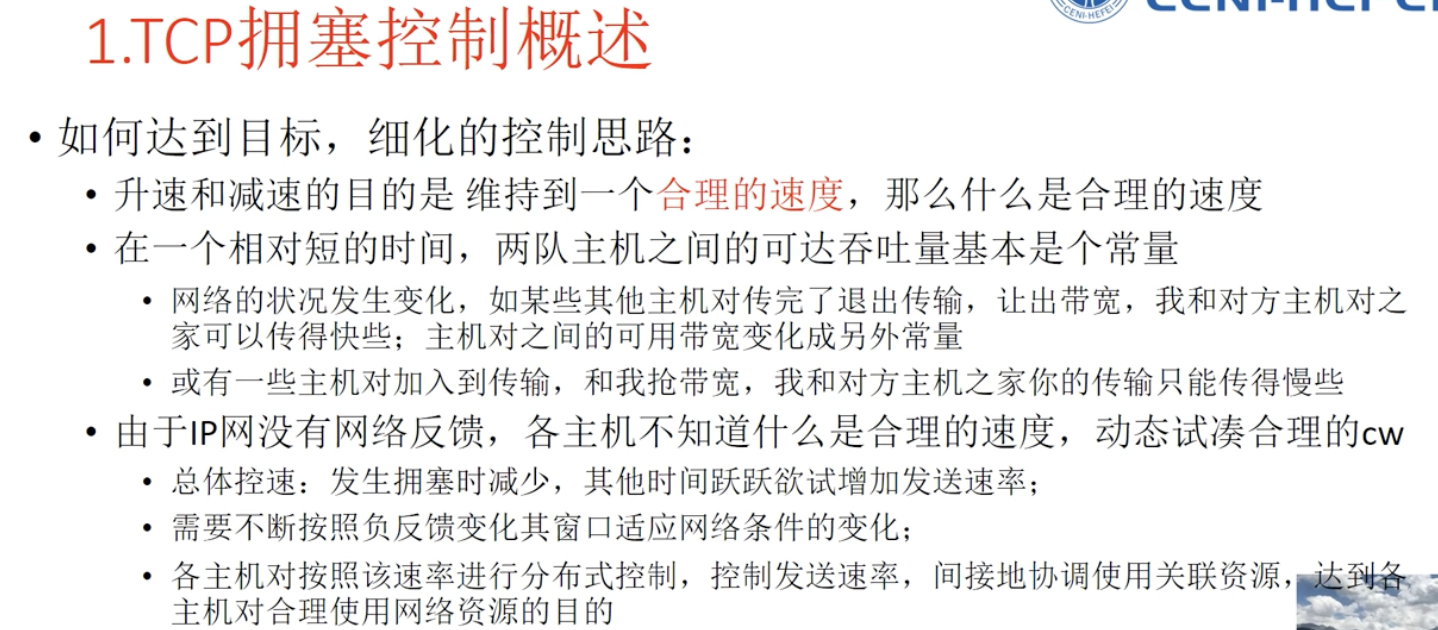 CENI-HEFEI
1.TCP拥塞控制概述
• 如何达到目标，细化的控制思路：
• 升速和减速的目的是 维持到一个合理的速度，那么什么是合理的速度
• 在一个相对短的时间，两队主机之间的可达吞吐量基本是个常量
• 网络的状况发生变化，如某些其他主机对传完了退出传输，让出带宽，我和对方主机对之
家可以传得快些；主机对之间的可用带宽变化成另外常量
• 或有一些主机对加入到传输，和我抢带宽，我和对方主机之家你的传输只能传得慢些
• 由于IP网没有网络反馈，各主机不知道什么是合理的速度，动态试凑合理的cw
• 总体控速：发生拥塞时减少，其他时间跃跃欲试增加发送速率；
• 需要不断按照负反馈变化其窗口适应网络条件的变化；
• 各主机对按照该速率进行分布式控制，控制发送速率，间接地协调使用关联资源，达到各
主机对合理使用网络资源的目的